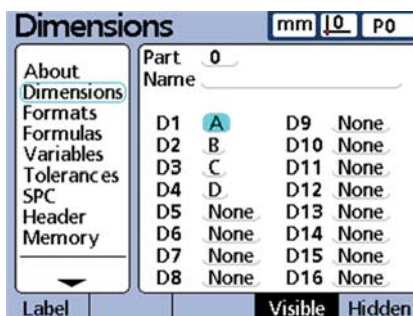 Dimensions mm 0 P0
About
Dimensions
Formats
Formulas
Variables
Tolerances
SPC
Header
Memory
Part 0
Name
D1 A D9 None
D2 B D10 None
D3 C D11 None
D4 D D12 None
D5 None D13 None
D6 None D14 None
D7 None D15 None
D8 None D16 None
Label Visible Hidden